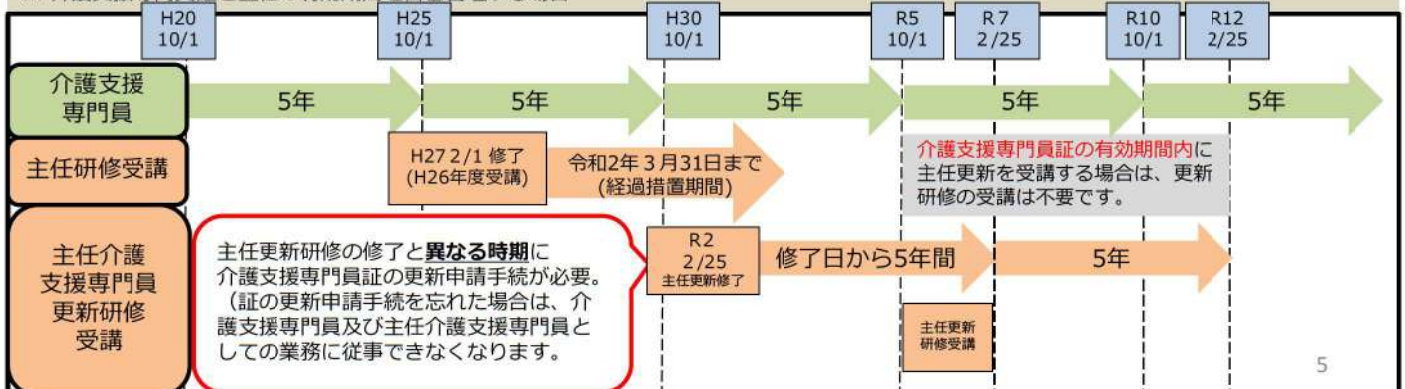 H20
10/1
H25
10/1
H30
10/1
R5
10/1
R7
2/25
R10
10/1
R12
2/25
介護支援
専門員
5年
5年
5年
5年
5年
主任研修受講
H27 2/1 修了
(H26年度受講)
令和2年3月31日まで
(経過措置期間)
介護支援専門員証の有効期間内に
主任更新を受講する場合は、更新
研修の受講は不要です。
主任介護
支援専門員
更新研修
受講
主任更新研修の修了と異なる時期に
介護支援専門員証の更新申請手続が必要。
(証の更新申請手続を忘れた場合は、介
護支援専門員及び主任介護支援専門員と
しての業務に従事できなくなります。
R2
2/25
主任更新修了
修了日から5年間
5年
主任更新
研修受講
5